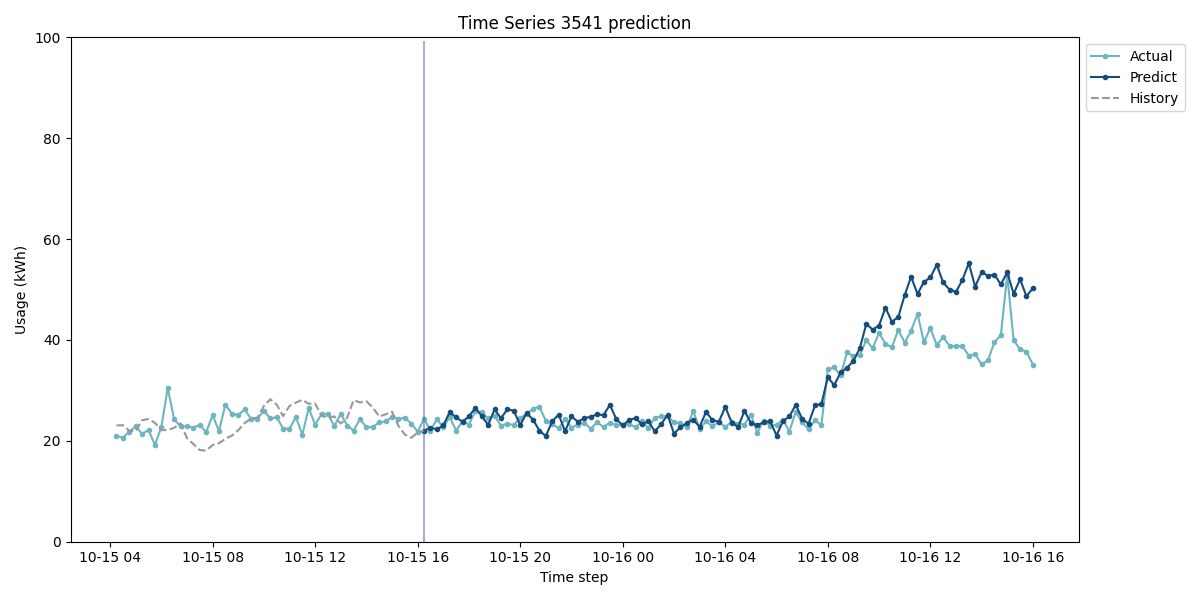 Time Series 3541 prediction
100
80
60
40
20
0
Usage (kWh)
10-15 04 10-15 08 10-15 12 10-15 16 10-15 20 10-16 00 10-16 04 10-16 08 10-16 12 10-16 16
Time step
Actual
Predict
History